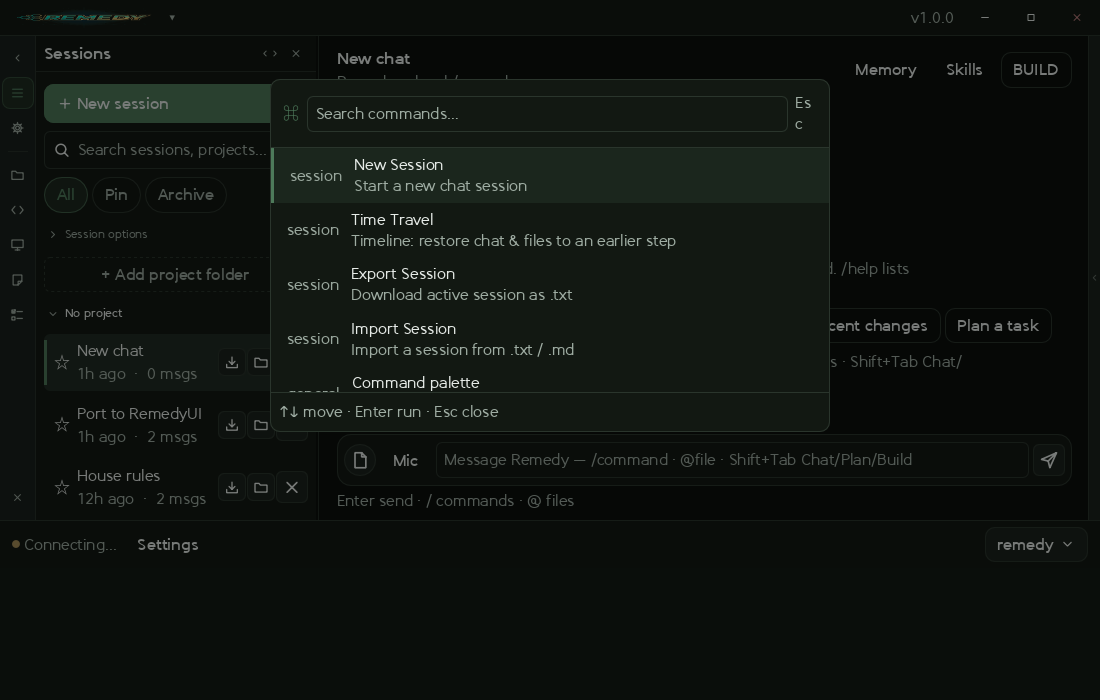 REMEDY
v1.0.0
Sessions
+ New session
Search sessions, projects...
All
Pin
Archive
Session options
+ Add project folder
No project
New chat
1h ago · 0 msgs
Port to RemedyUI
1h ago · 2 msgs
House rules
12h ago · 2 msgs
New chat
Memory
Skills
BUILD
Search commands...
Es
c
session
New Session
Start a new chat session
session
Time Travel
Timeline: restore chat & files to an earlier step
session
Export Session
Download active session as .txt
session
Import Session
Import a session from .txt / .md
general
Command palette
↑↓ move · Enter run · Esc close
/help lists
changes
Plan a task
· Shift+Tab Chat/
Mic
Message Remedy — /command · @file · Shift+Tab Chat/Plan/Build
Enter send · / commands · @ files
Connecting...
Settings
remedy